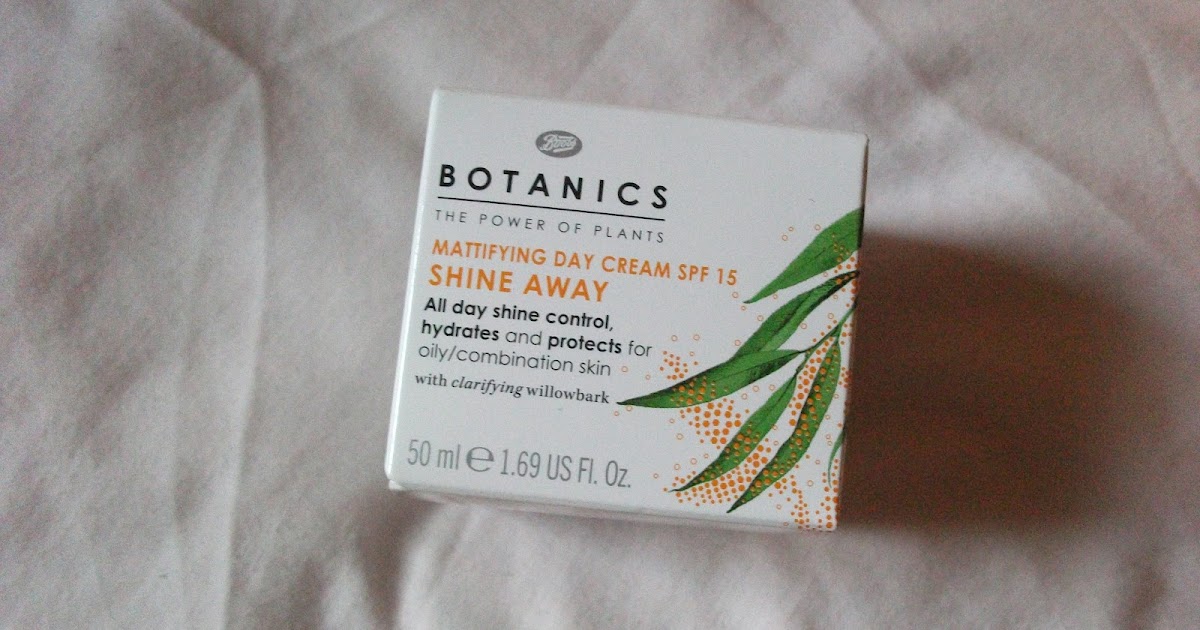 Boots
BOTANICS
THE POWER OF PLANTS
MATTIFYING DAY CREAM SPF 15
SHINE AWAY
All day shine control,
hydrates and protects for
oily/combination skin
with clarifying willowbark
50 ml ℮ 1.69 US Fl. Oz.